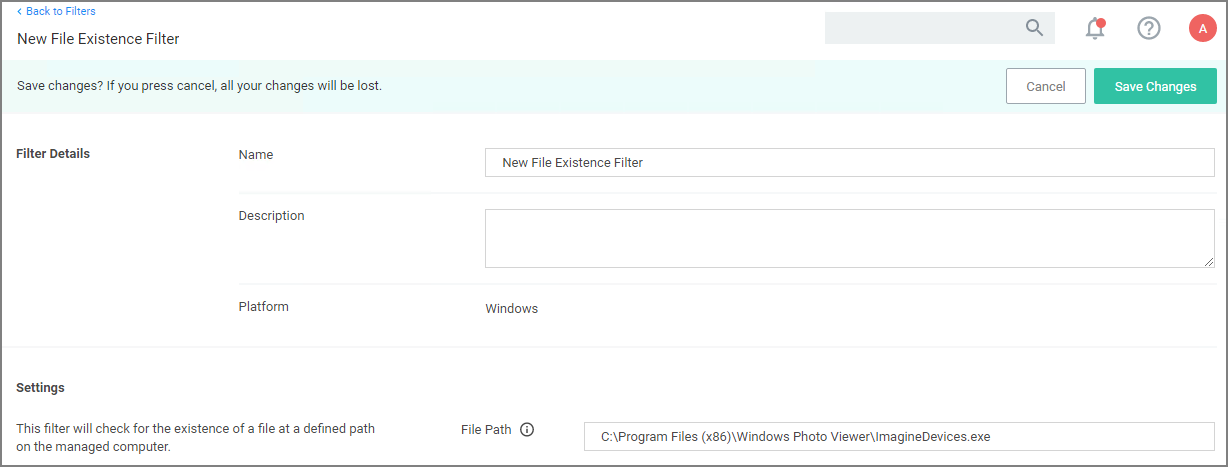 Back to Filters
New File Existence Filter
A
Save changes? If you press cancel, all your changes will be lost.
Cancel
Save Changes
Filter Details
Name
New File Existence Filter
Description
Platform
Windows
Settings
This filter will check for the existence of a file at a defined path
on the managed computer.
File Path
C:\Program Files (x86)\Windows Photo Viewer\ImagineDevices.exe